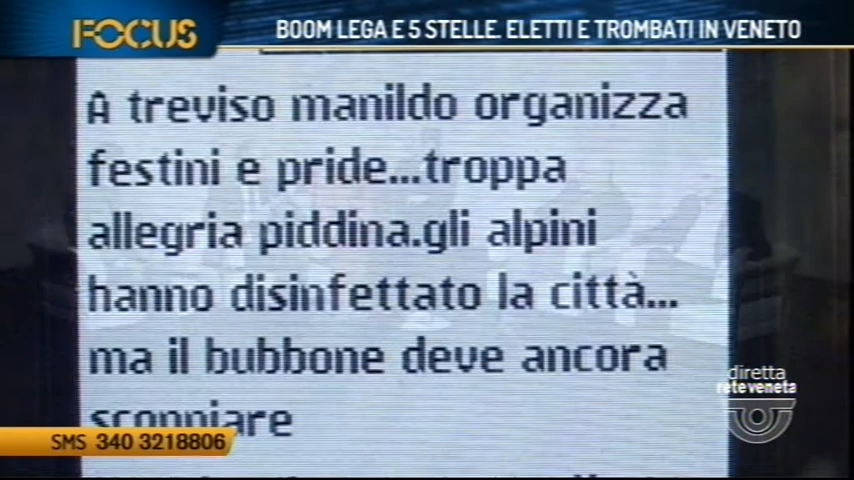 FOCUS
BOOM LEGA E 5 STELLE. ELETTI E TROMBATI IN VENETO
A treviso manildo organizza
festini e pride...troppa
allegria piddina.gli alpini
hanno disinfettato la città...
ma il bubbone deve ancora
scoppiare
diretta
reteveneta
SMS 340 3218806